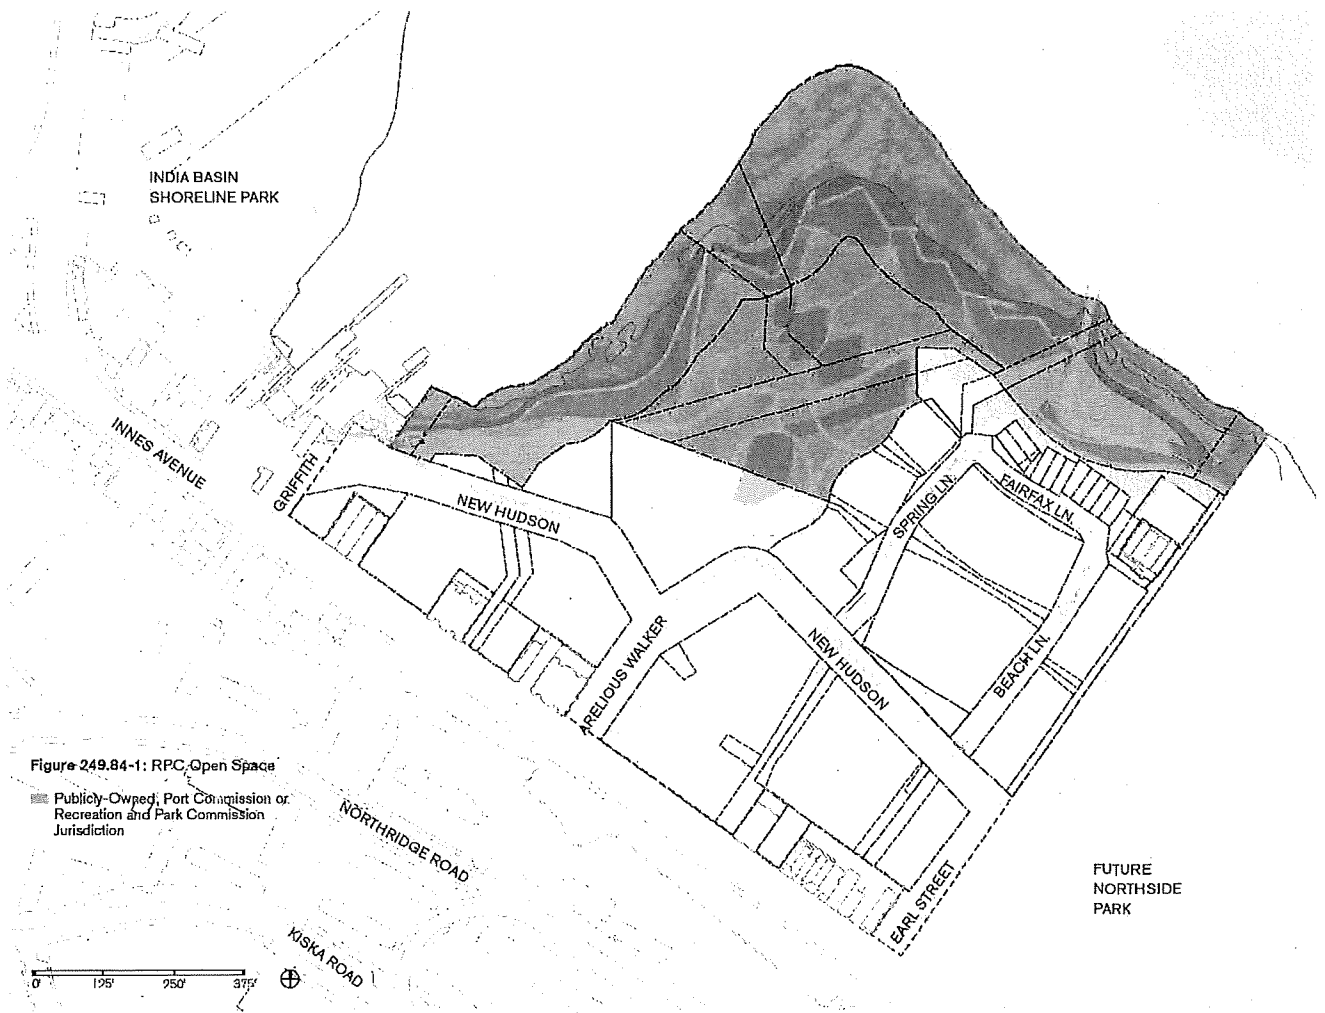 INDIA BASIN
SHORELINE PARK
INNES AVENUE
GRIFFITH
NEW HUDSON
SPRING LN.
FAIRFAX LN.
ARELIOUS WALKER
NEW HUDSON
BEACH LN.
Figure 249.84-1: RPC Open Space
Publicly-Owned, Port Commission or
Recreation and Park Commission
Jurisdiction
NORTHRIDGE ROAD
EARL STREET
FUTURE
NORTHSIDE
PARK
KISKA ROAD
0' 125' 250' 375'